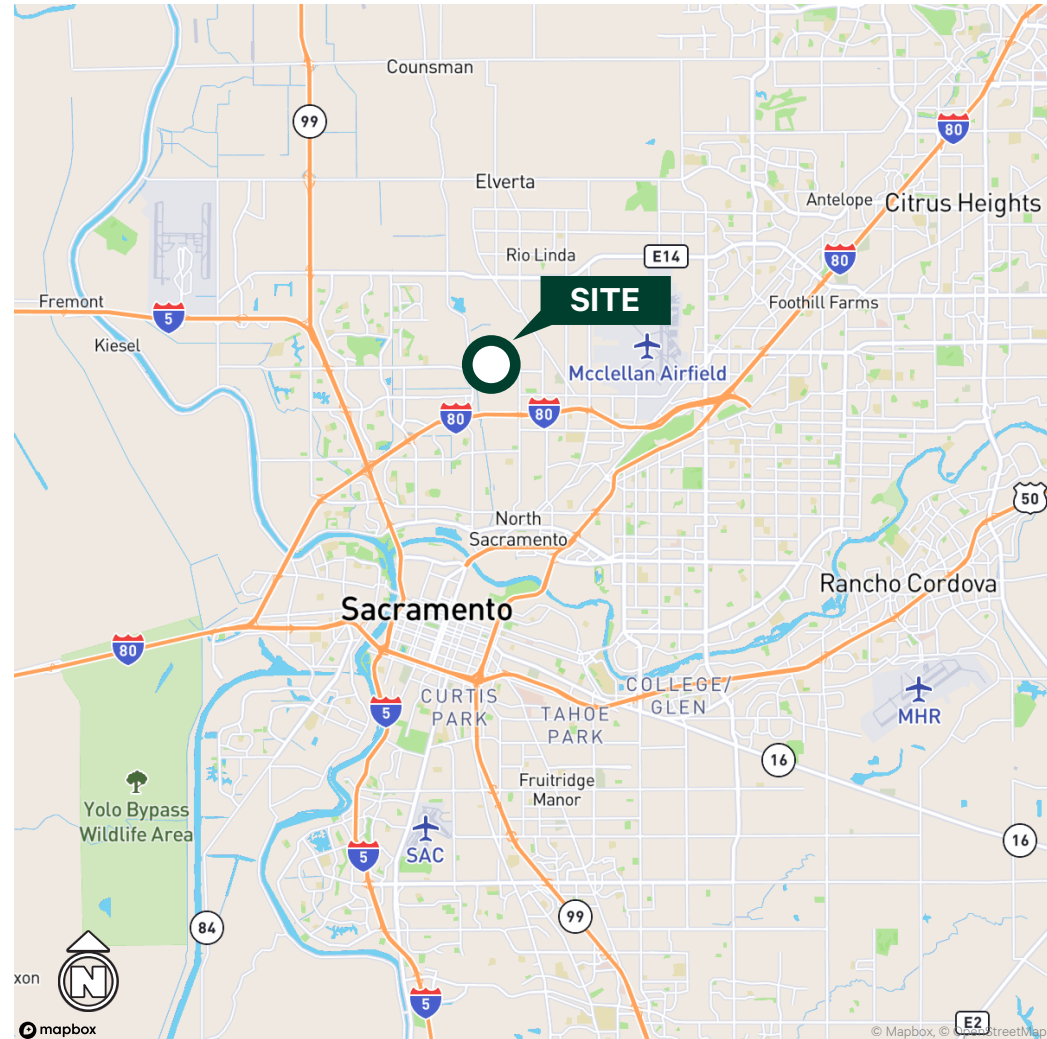 Counsman
99
80
Elverta
Antelope
Citrus Heights
Rio Linda
E14
80
SITE
Fremont
5
Foothill Farms
Kiesel
Mcclellan Airfield
80
80
50
North
Sacramento
Rancho Cordova
Sacramento
80
COLLEGE/
GLEN
CURTIS
PARK
5
TAHOE
PARK
MHR
16
Fruitridge
Manor
Yolo Bypass
Wildlife Area
SAC
5
16
99
84
xon
N
5
E2
mapbox
© Mapbox, © OpenStreetMap